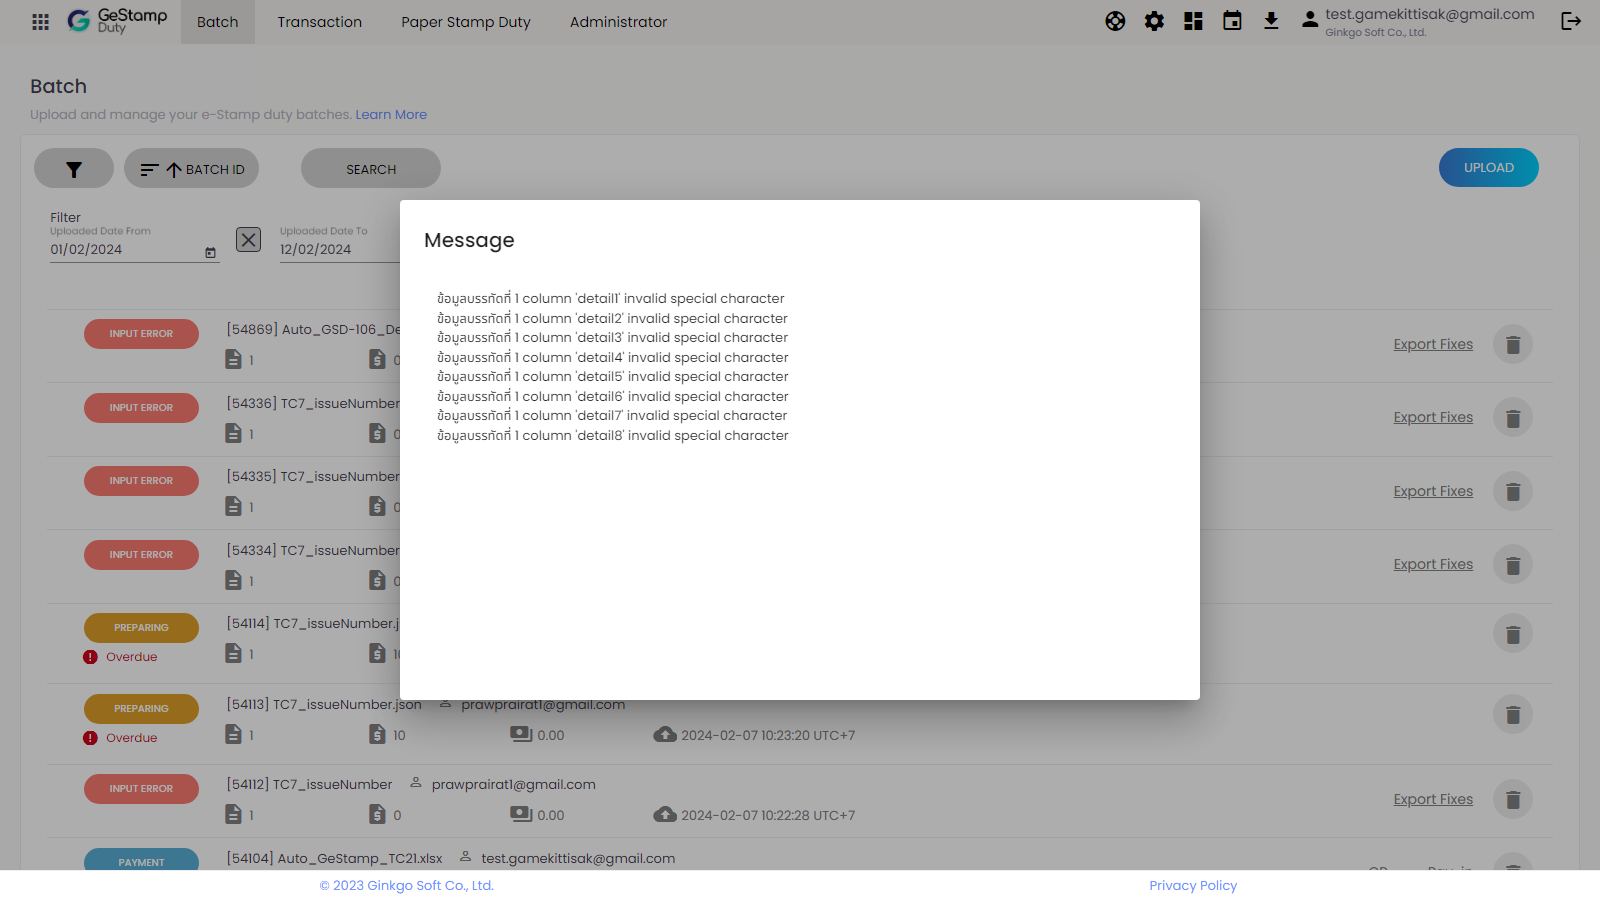 GeStamp
Duty
Batch
Transaction
Paper Stamp Duty
Administrator
test.gamekittisak@gmail.com
Ginkgo Soft Co., Ltd.
Batch
Upload and manage your e-Stamp duty batches. Learn More
BATCH ID
SEARCH
UPLOAD
Filter
Uploaded Date From
01/02/2024
Uploaded Date To
12/02/2024
Message
ข้อมูลบรรทัดที่ 1 column 'detail1' invalid special character
ข้อมูลบรรทัดที่ 1 column 'detail2' invalid special character
ข้อมูลบรรทัดที่ 1 column 'detail3' invalid special character
ข้อมูลบรรทัดที่ 1 column 'detail4' invalid special character
ข้อมูลบรรทัดที่ 1 column 'detail5' invalid special character
ข้อมูลบรรทัดที่ 1 column 'detail6' invalid special character
ข้อมูลบรรทัดที่ 1 column 'detail7' invalid special character
ข้อมูลบรรทัดที่ 1 column 'detail8' invalid special character
INPUT ERROR
[54869] Auto_GSD-106_De
1
0
Export Fixes
INPUT ERROR
[54336] TC7_issueNumber
1
0
Export Fixes
INPUT ERROR
[54335] TC7_issueNumber
1
0
Export Fixes
INPUT ERROR
[54334] TC7_issueNumber
1
0
Export Fixes
PREPARING
Overdue
[54114] TC7_issueNumber.j
1
PREPARING
Overdue
[54113] TC7_issueNumber.json
prawprairat1@gmail.com
1
10
0.00
2024-02-07 10:23:20 UTC+7
INPUT ERROR
[54112] TC7_issueNumber
prawprairat1@gmail.com
1
0
0.00
2024-02-07 10:22:28 UTC+7
Export Fixes
PAYMENT
[54104] Auto_GeStamp_TC21.xlsx
test.gamekittisak@gmail.com
© 2023 Ginkgo Soft Co., Ltd.
Privacy Policy